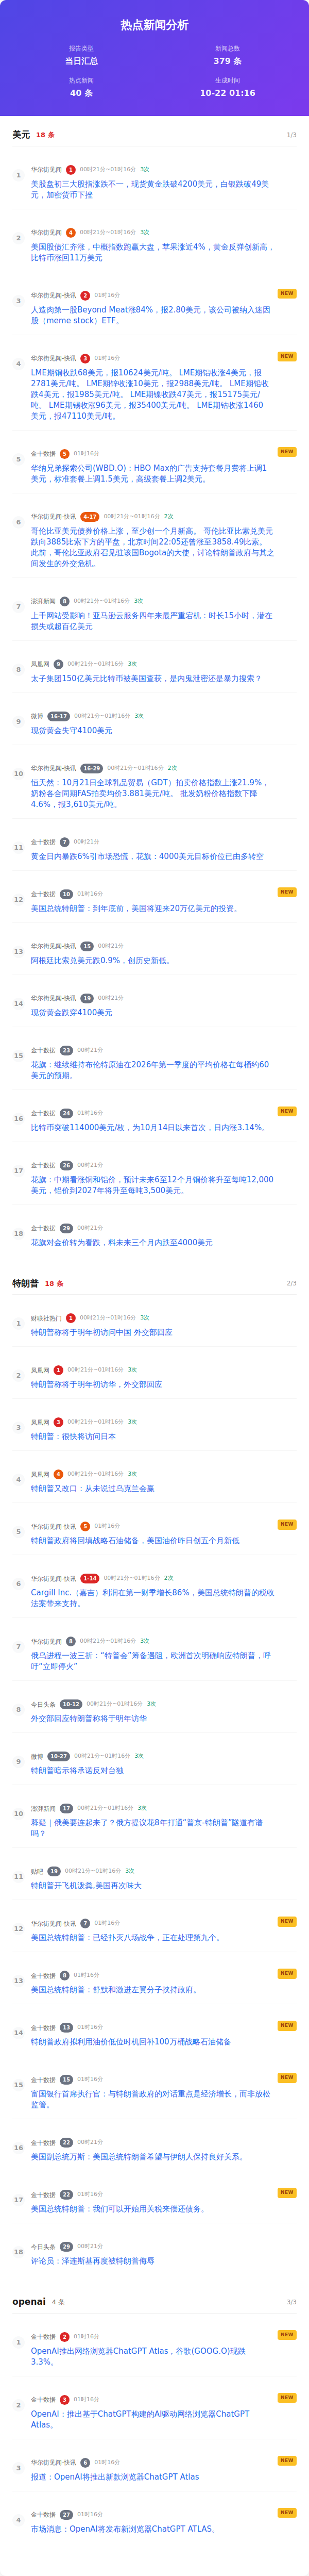 热点新闻分析
报告类型
新闻总数
当日汇总
379 条
热点新闻
生成时间
40 条
10-22 01:16
美元 18 条 1/3
1 华尔街见闻 1 00时21分~01时16分 3次
美股盘初三大股指涨跌不一，现货黄金跌破4200美元，白银跌破49美
元，加密货币下挫
2 华尔街见闻 4 00时21分~01时16分 3次
美国股债汇齐涨，中概指数跑赢大盘，苹果涨近4%，黄金反弹创新高，
比特币涨回11万美元
3 华尔街见闻-快讯 2 01时16分 NEW
人造肉第一股Beyond Meat涨84%，报2.80美元，该公司被纳入迷因
股（meme stock）ETF。
4 华尔街见闻-快讯 3 01时16分 NEW
LME期铜收跌68美元，报10624美元/吨。 LME期铝收涨4美元，报
2781美元/吨。 LME期锌收涨10美元，报2988美元/吨。 LME期铅收
跌4美元，报1985美元/吨。 LME期镍收跌47美元，报15175美元/
吨。 LME期锡收涨96美元，报35400美元/吨。 LME期钴收涨1460
美元，报47110美元/吨。
5 金十数据 5 01时16分 NEW
华纳兄弟探索公司(WBD.O)：HBO Max的广告支持套餐月费将上调1
美元，标准套餐上调1.5美元，高级套餐上调2美元。
6 华尔街见闻-快讯 4-17 00时21分~01时16分 2次
哥伦比亚美元债券价格上涨，至少创一个月新高。 哥伦比亚比索兑美元
跌向3885比索下方的平盘，北京时间22:05还曾涨至3858.49比索。
此前，哥伦比亚政府召见驻该国Bogota的大使，讨论特朗普政府与其之
间发生的外交危机。
7 澎湃新闻 8 00时21分~01时16分 3次
上千网站受影响！亚马逊云服务四年来最严重宕机：时长15小时，潜在
损失或超百亿美元
8 凤凰网 9 00时21分~01时16分 3次
太子集团150亿美元比特币被美国查获，是内鬼泄密还是暴力搜索？
9 微博 16-17 00时21分~01时16分 3次
现货黄金失守4100美元
10 华尔街见闻-快讯 16-29 00时21分~01时16分 2次
恒天然：10月21日全球乳品贸易（GDT）拍卖价格指数上涨21.9%，
奶粉各合同期FAS拍卖均价3.881美元/吨。 批发奶粉价格指数下降
4.6%，报3,610美元/吨。
11 金十数据 7 00时21分
黄金日内暴跌6%引市场恐慌，花旗：4000美元目标价位已由多转空
12 金十数据 10 01时16分 NEW
美国总统特朗普：到年底前，美国将迎来20万亿美元的投资。
13 华尔街见闻-快讯 15 00时21分
阿根廷比索兑美元跌0.9%，创历史新低。
14 华尔街见闻-快讯 19 00时21分
现货黄金跌穿4100美元
15 金十数据 23 00时21分
花旗：继续维持布伦特原油在2026年第一季度的平均价格在每桶约60
美元的预期。
16 金十数据 24 01时16分 NEW
比特币突破114000美元/枚，为10月14日以来首次，日内涨3.14%。
17 金十数据 26 00时21分
花旗：中期看涨铜和铝价，预计未来6至12个月铜价将升至每吨12,000
美元，铝价到2027年将升至每吨3,500美元。
18 金十数据 29 00时21分
花旗对金价转为看跌，料未来三个月内跌至4000美元
特朗普 18 条 2/3
1 财联社热门 1 00时21分~01时16分 3次
特朗普称将于明年初访问中国 外交部回应
2 凤凰网 1 00时21分~01时16分 3次
特朗普称将于明年初访华，外交部回应
3 凤凰网 3 00时21分~01时16分 3次
特朗普：很快将访问日本
4 凤凰网 4 00时21分~01时16分 3次
特朗普又改口：从未说过乌克兰会赢
5 华尔街见闻-快讯 5 01时16分 NEW
特朗普政府将回填战略石油储备，美国油价昨日创五个月新低
6 华尔街见闻-快讯 1-14 00时21分~01时16分 2次
Cargill Inc.（嘉吉）利润在第一财季增长86%，美国总统特朗普的税收
法案带来支持。
7 华尔街见闻 8 00时21分~01时16分 3次
俄乌进程一波三折：“特普会”筹备遇阻，欧洲首次明确响应特朗普，呼
吁“立即停火”
8 今日头条 10-12 00时21分~01时16分 3次
外交部回应特朗普称将于明年访华
9 微博 10-27 00时21分~01时16分 3次
特朗普暗示将承诺反对台独
10 澎湃新闻 17 00时21分~01时16分 3次
释疑｜俄美要连起来了？俄方提议花8年打通“普京-特朗普”隧道有谱
吗？
11 贴吧 19 00时21分~01时16分 3次
特朗普开飞机泼粪,美国再次味大
12 华尔街见闻-快讯 7 01时16分 NEW
美国总统特朗普：已经扑灭八场战争，正在处理第九个。
13 金十数据 8 01时16分 NEW
美国总统特朗普：舒默和激进左翼分子挟持政府。
14 金十数据 13 01时16分 NEW
特朗普政府拟利用油价低位时机回补100万桶战略石油储备
15 金十数据 15 01时16分 NEW
富国银行首席执行官：与特朗普政府的对话重点是经济增长，而非放松
监管。
16 金十数据 22 00时21分
美国副总统万斯：美国总统特朗普希望与伊朗人保持良好关系。
17 金十数据 22 01时16分 NEW
美国总统特朗普：我们可以开始用关税来偿还债务。
18 今日头条 29 00时21分
评论员：泽连斯基再度被特朗普侮辱
openai 4 条 3/3
1 金十数据 2 01时16分 NEW
OpenAI推出网络浏览器ChatGPT Atlas，谷歌(GOOG.O)现跌
3.3%。
2 金十数据 3 01时16分 NEW
OpenAI：推出基于ChatGPT构建的AI驱动网络浏览器ChatGPT
Atlas。
3 华尔街见闻-快讯 6 01时16分 NEW
报道：OpenAI将推出新款浏览器ChatGPT Atlas
4 金十数据 27 01时16分 NEW
市场消息：OpenAI将发布新浏览器ChatGPT ATLAS。